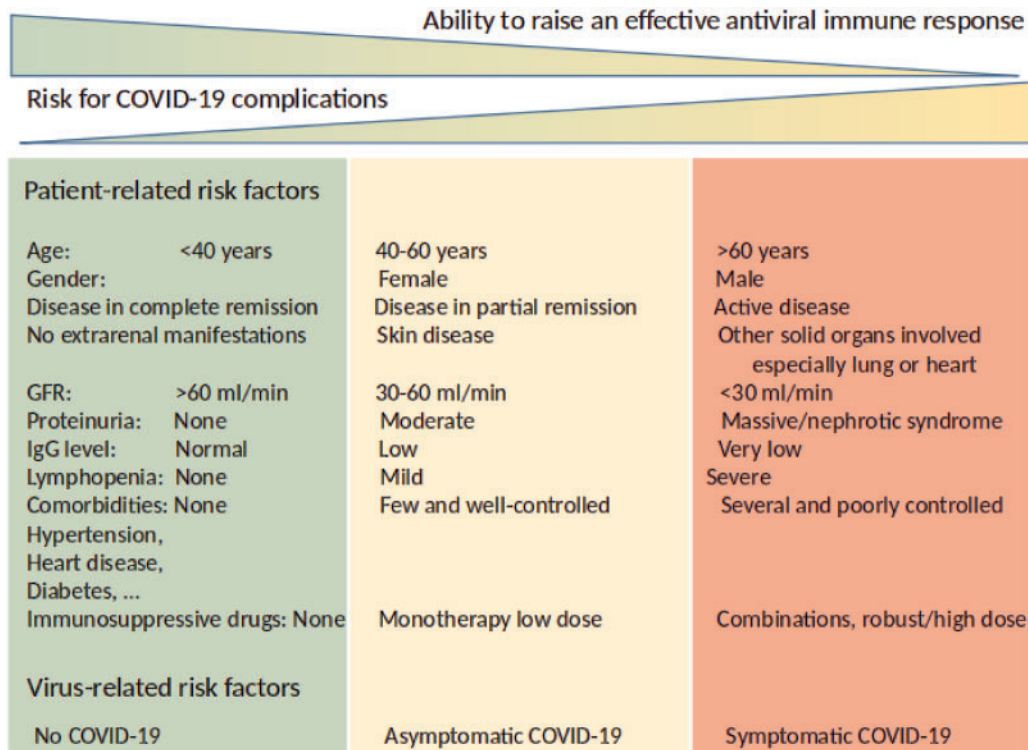 Ability to raise an effective antiviral immune response
Risk for COVID-19 complications
Patient-related risk factors
Age: <40 years 40-60 years >60 years
Gender: Female Male
Disease in complete remission Disease in partial remission Active disease
No extrarenal manifestations Skin disease Other solid organs involved
especially lung or heart
GFR: >60 ml/min 30-60 ml/min <30 ml/min
Proteinuria: None Moderate Massive/nephrotic syndrome
IgG level: Normal Low Very low
Lymphopenia: None Mild Severe
Comorbidities: None Few and well-controlled Several and poorly controlled
Hypertension,
Heart disease,
Diabetes, ...
Immunosuppressive drugs: None Monotherapy low dose Combinations, robust/high dose
Virus-related risk factors
No COVID-19 Asymptomatic COVID-19 Symptomatic COVID-19